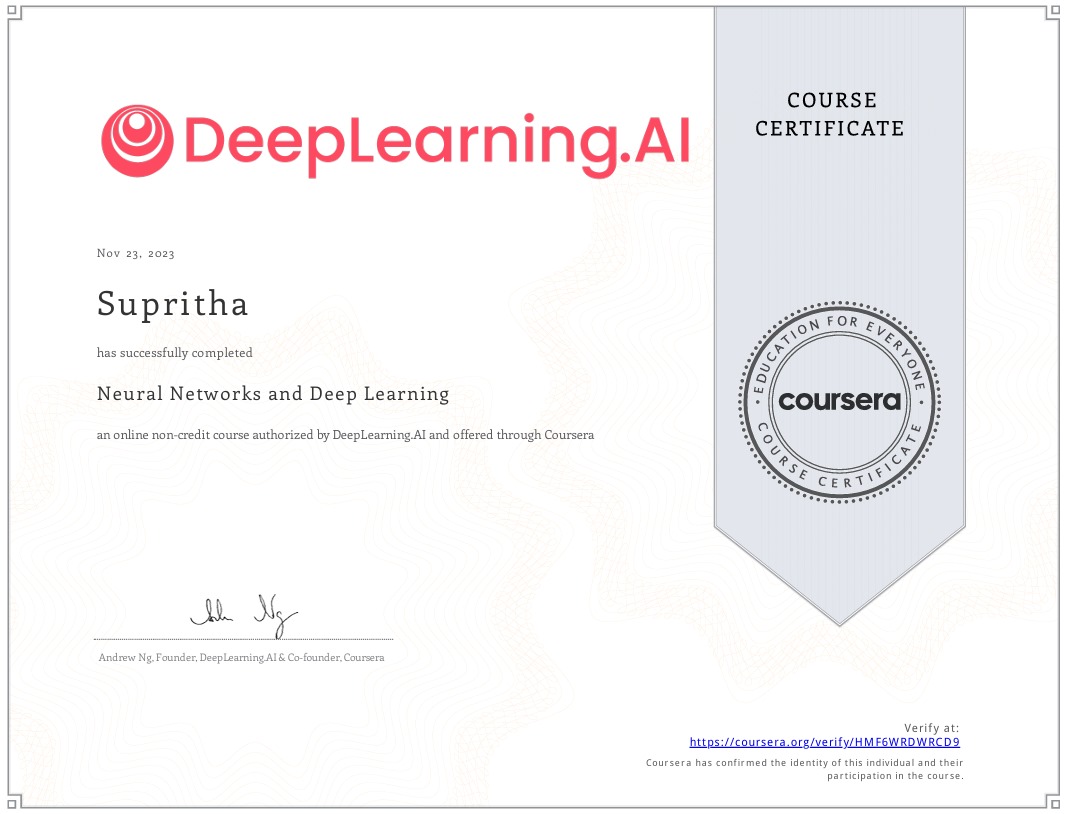 DeepLearning.AI
COURSE
CERTIFICATE
Nov 23, 2023
Supritha
has successfully completed
Neural Networks and Deep Learning
an online non-credit course authorized by DeepLearning.AI and offered through Coursera
EDUCATION FOR EVERYONE
coursera
COURSE CERTIFICATE
Andrew Ng, Founder, DeepLearning.AI & Co-founder, Coursera
Verify at:
https://coursera.org/verify/HMF6WRDWRCD9
Coursera has confirmed the identity of this individual and their
participation in the course.